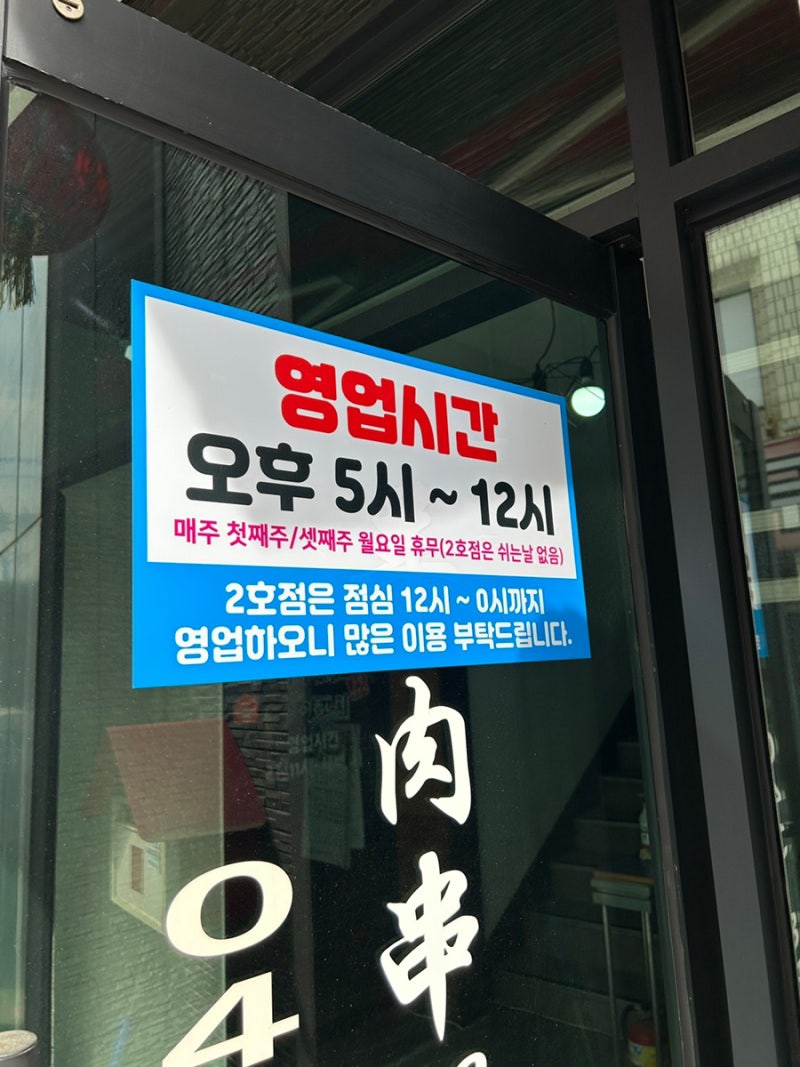 영업시간
오후 5시 ~ 12시
매주 첫째주/셋째주 월요일 휴무(2호점은 쉬는날 없음)
2호점은 점심 12시 ~ 0시까지
영업하오니 많은 이용 부탁드립니다.
肉串
04